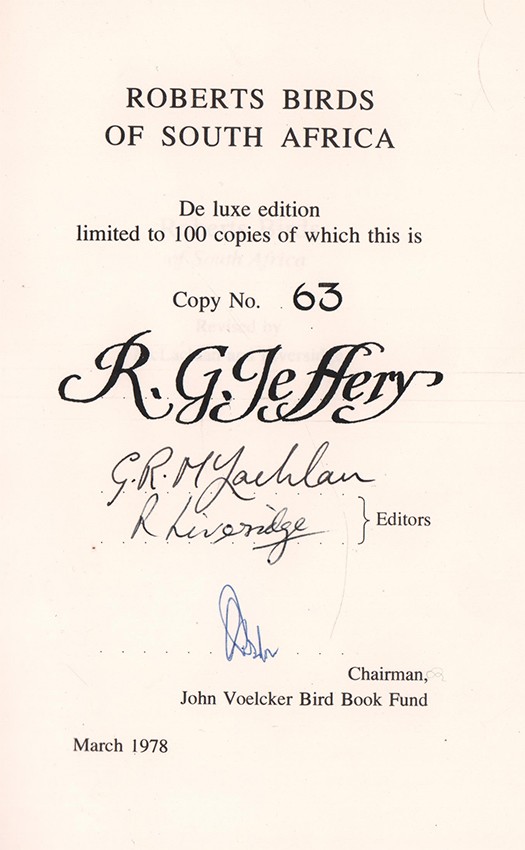 ROBERTS BIRDS
OF SOUTH AFRICA
De luxe edition
limited to 100 copies of which this is
Copy No. 63
R. G. Jeffery
G.R. McLachlan
R Liversidge
Editors
Chairman,
John Voelcker Bird Book Fund
March 1978